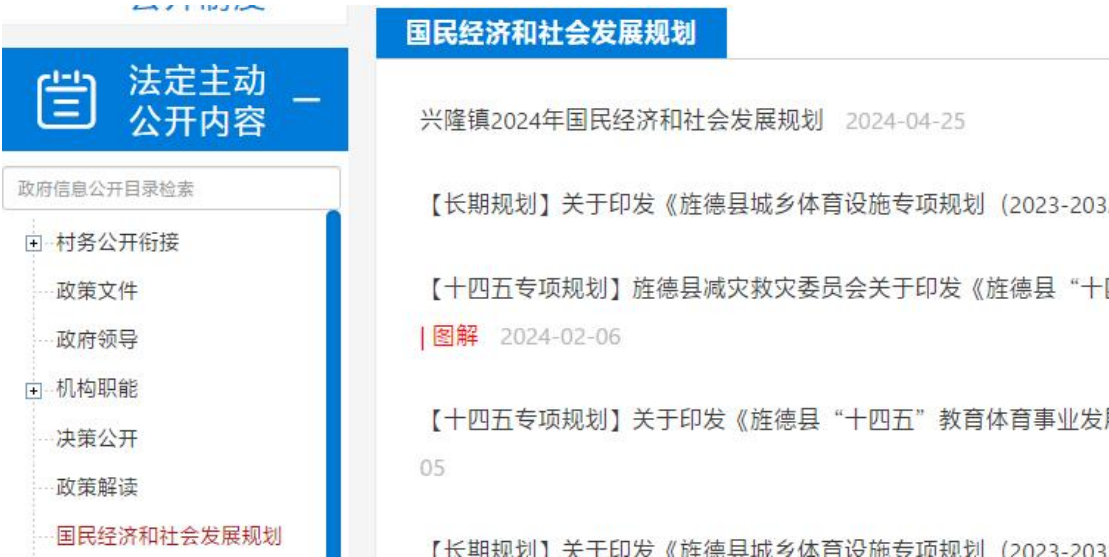 国民经济和社会发展规划
法定主动
公开内容
兴隆镇2024年国民经济和社会发展规划 2024-04-25
政府信息公开目录检索
【长期规划】关于印发《旌德县城乡体育设施专项规划（2023-203
村务公开衔接
政策文件
【十四五专项规划】旌德县减灾救灾委员会关于印发《旌德县“十
政府领导
|图解 2024-02-06
机构职能
【十四五专项规划】关于印发《旌德县“十四五”教育体育事业发
决策公开
05
政策解读
国民经济和社会发展规划
【长期规划】关于印发《旌德县城乡体育设施专项规划（2023-203